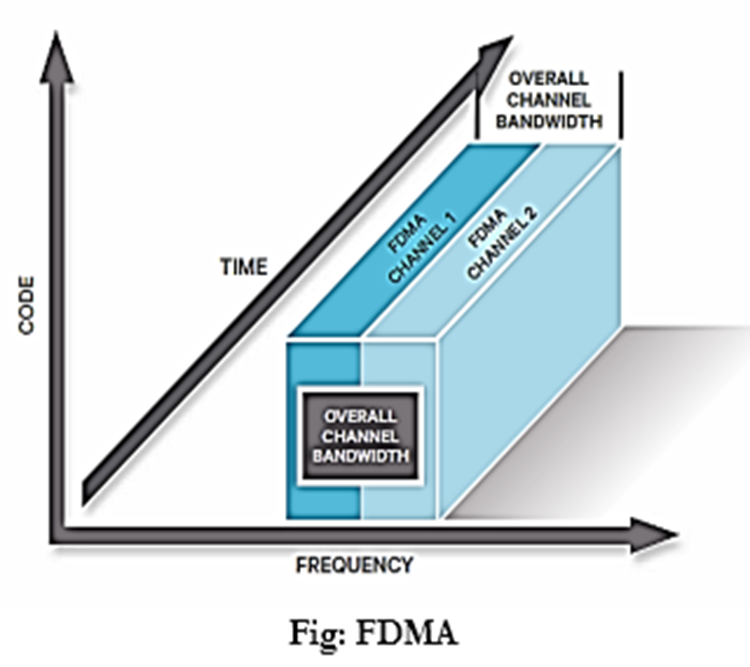 OVERALL
CHANNEL
BANDWIDTH
FDMA
CHANNEL 1
FDMA
CHANNEL 2
TIME
CODE
OVERALL
CHANNEL
BANDWIDTH
FREQUENCY
Fig: FDMA